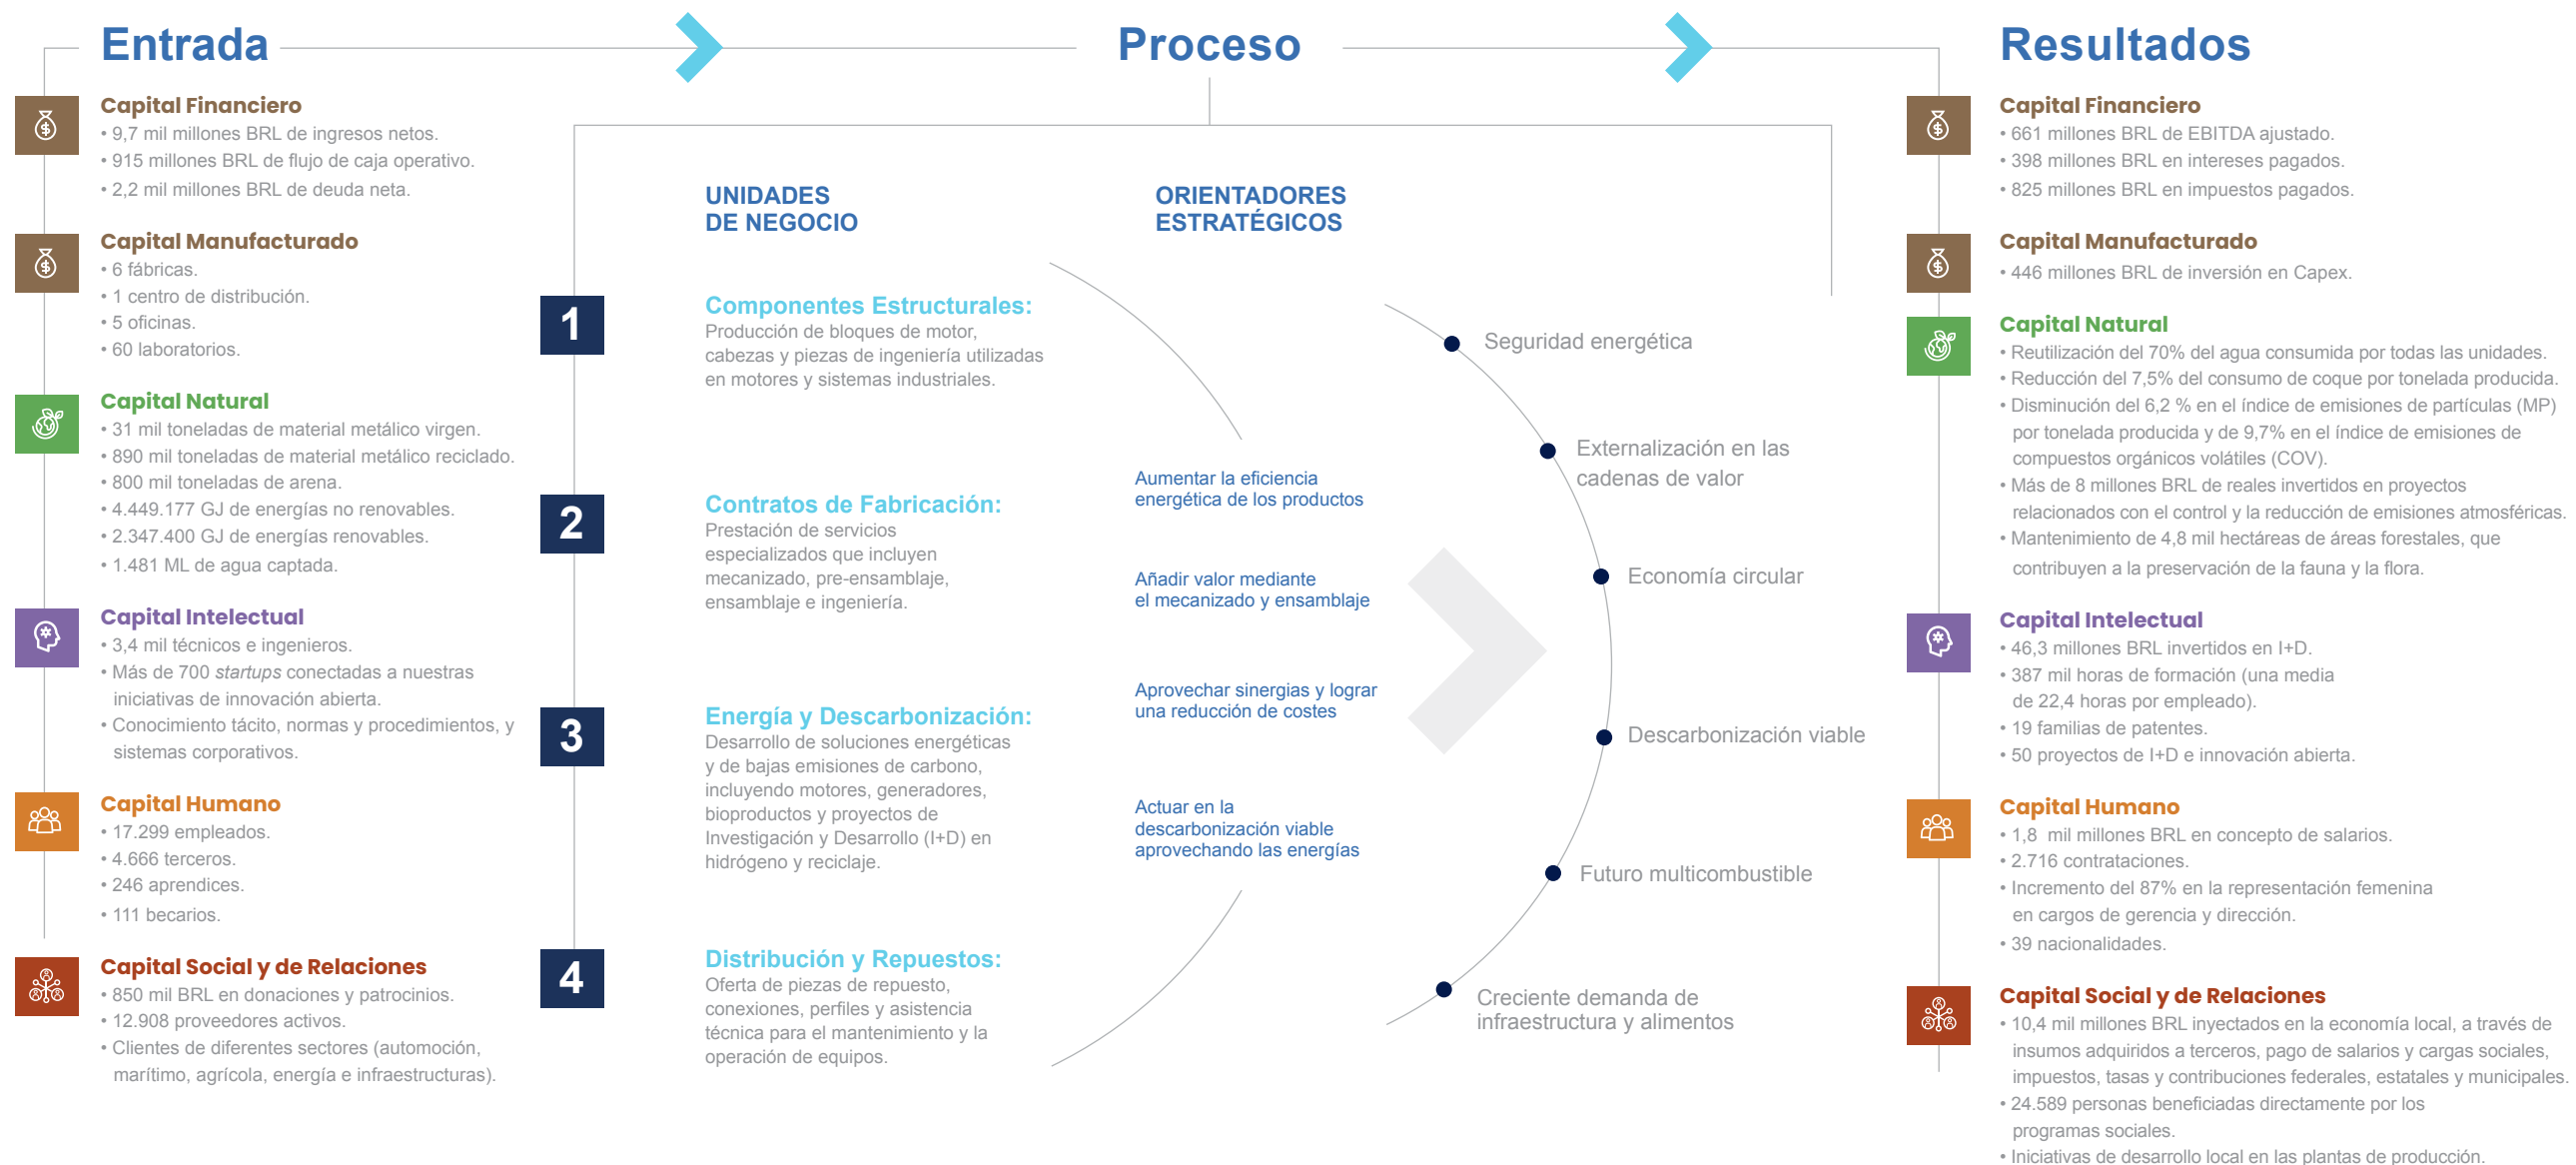 Entrada
Proceso
Resultados
Capital Financiero
• 9,7 mil millones BRL de ingresos netos.
• 915 millones BRL de flujo de caja operativo.
• 2,2 mil millones BRL de deuda neta.
Capital Manufacturado
• 6 fábricas.
• 1 centro de distribución.
• 5 oficinas.
• 60 laboratorios.
Capital Natural
• 31 mil toneladas de material metálico virgen.
• 890 mil toneladas de material metálico reciclado.
• 800 mil toneladas de arena.
• 4.449.177 GJ de energías no renovables.
• 2.347.400 GJ de energías renovables.
• 1.481 ML de agua captada.
Capital Intelectual
• 3,4 mil técnicos e ingenieros.
• Más de 700 startups conectadas a nuestras
iniciativas de innovación abierta.
• Conocimiento tácito, normas y procedimientos, y
sistemas corporativos.
Capital Humano
• 17.299 empleados.
• 4.666 terceros.
• 246 aprendices.
• 111 becarios.
Capital Social y de Relaciones
• 850 mil BRL en donaciones y patrocinios.
• 12.908 proveedores activos.
• Clientes de diferentes sectores (automoción,
marítimo, agrícola, energía e infraestructuras).
UNIDADES
DE NEGOCIO
1
Componentes Estructurales:
Producción de bloques de motor,
cabezas y piezas de ingeniería utilizadas
en motores y sistemas industriales.
2
Contratos de Fabricación:
Prestación de servicios
especializados que incluyen
mecanizado, pre-ensamblaje,
ensamblaje e ingeniería.
3
Energía y Descarbonización:
Desarrollo de soluciones energéticas
y de bajas emisiones de carbono,
incluyendo motores, generadores,
bioproductos y proyectos de
Investigación y Desarrollo (I+D) en
hidrógeno y reciclaje.
4
Distribución y Repuestos:
Oferta de piezas de repuesto,
conexiones, perfiles y asistencia
técnica para el mantenimiento y la
operación de equipos.
ORIENTADORES
ESTRATÉGICOS
Aumentar la eficiencia
energética de los productos
Añadir valor mediante
el mecanizado y ensamblaje
Aprovechar sinergias y lograr
una reducción de costes
Actuar en la
descarbonización viable
aprovechando las energías
Seguridad energética
Externalización en las
cadenas de valor
Economía circular
Descarbonización viable
Futuro multicombustible
Creciente demanda de
infraestructura y alimentos
Capital Financiero
• 661 millones BRL de EBITDA ajustado.
• 398 millones BRL en intereses pagados.
• 825 millones BRL en impuestos pagados.
Capital Manufacturado
• 446 millones BRL de inversión en Capex.
Capital Natural
• Reutilización del 70% del agua consumida por todas las unidades.
• Reducción del 7,5% del consumo de coque por tonelada producida.
• Disminución del 6,2 % en el índice de emisiones de partículas (MP)
por tonelada producida y de 9,7% en el índice de emisiones de
compuestos orgánicos volátiles (COV).
• Más de 8 millones BRL de reales invertidos en proyectos
relacionados con el control y la reducción de emisiones atmosféricas.
• Mantenimiento de 4,8 mil hectáreas de áreas forestales, que
contribuyen a la preservación de la fauna y la flora.
Capital Intelectual
• 46,3 millones BRL invertidos en I+D.
• 387 mil horas de formación (una media
de 22,4 horas por empleado).
• 19 familias de patentes.
• 50 proyectos de I+D e innovación abierta.
Capital Humano
• 1,8 mil millones BRL en concepto de salarios.
• 2.716 contrataciones.
• Incremento del 87% en la representación femenina
en cargos de gerencia y dirección.
• 39 nacionalidades.
Capital Social y de Relaciones
• 10,4 mil millones BRL inyectados en la economía local, a través de
insumos adquiridos a terceros, pago de salarios y cargas sociales,
impuestos, tasas y contribuciones federales, estatales y municipales.
• 24.589 personas beneficiadas directamente por los
programas sociales.
• Iniciativas de desarrollo local en las plantas de producción.